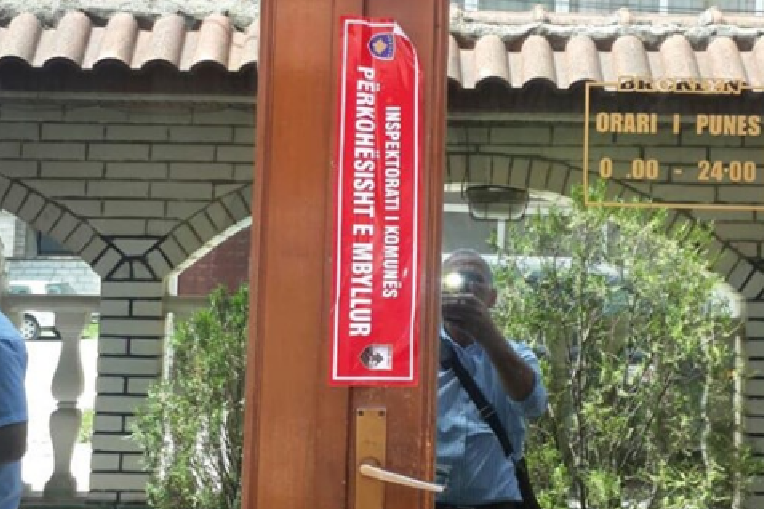 INSPEKTORATI I KOMUNËS
PËRKOHËSISHT E MBYLLUR
ORARI I PUNES
0 .00 - 24:00